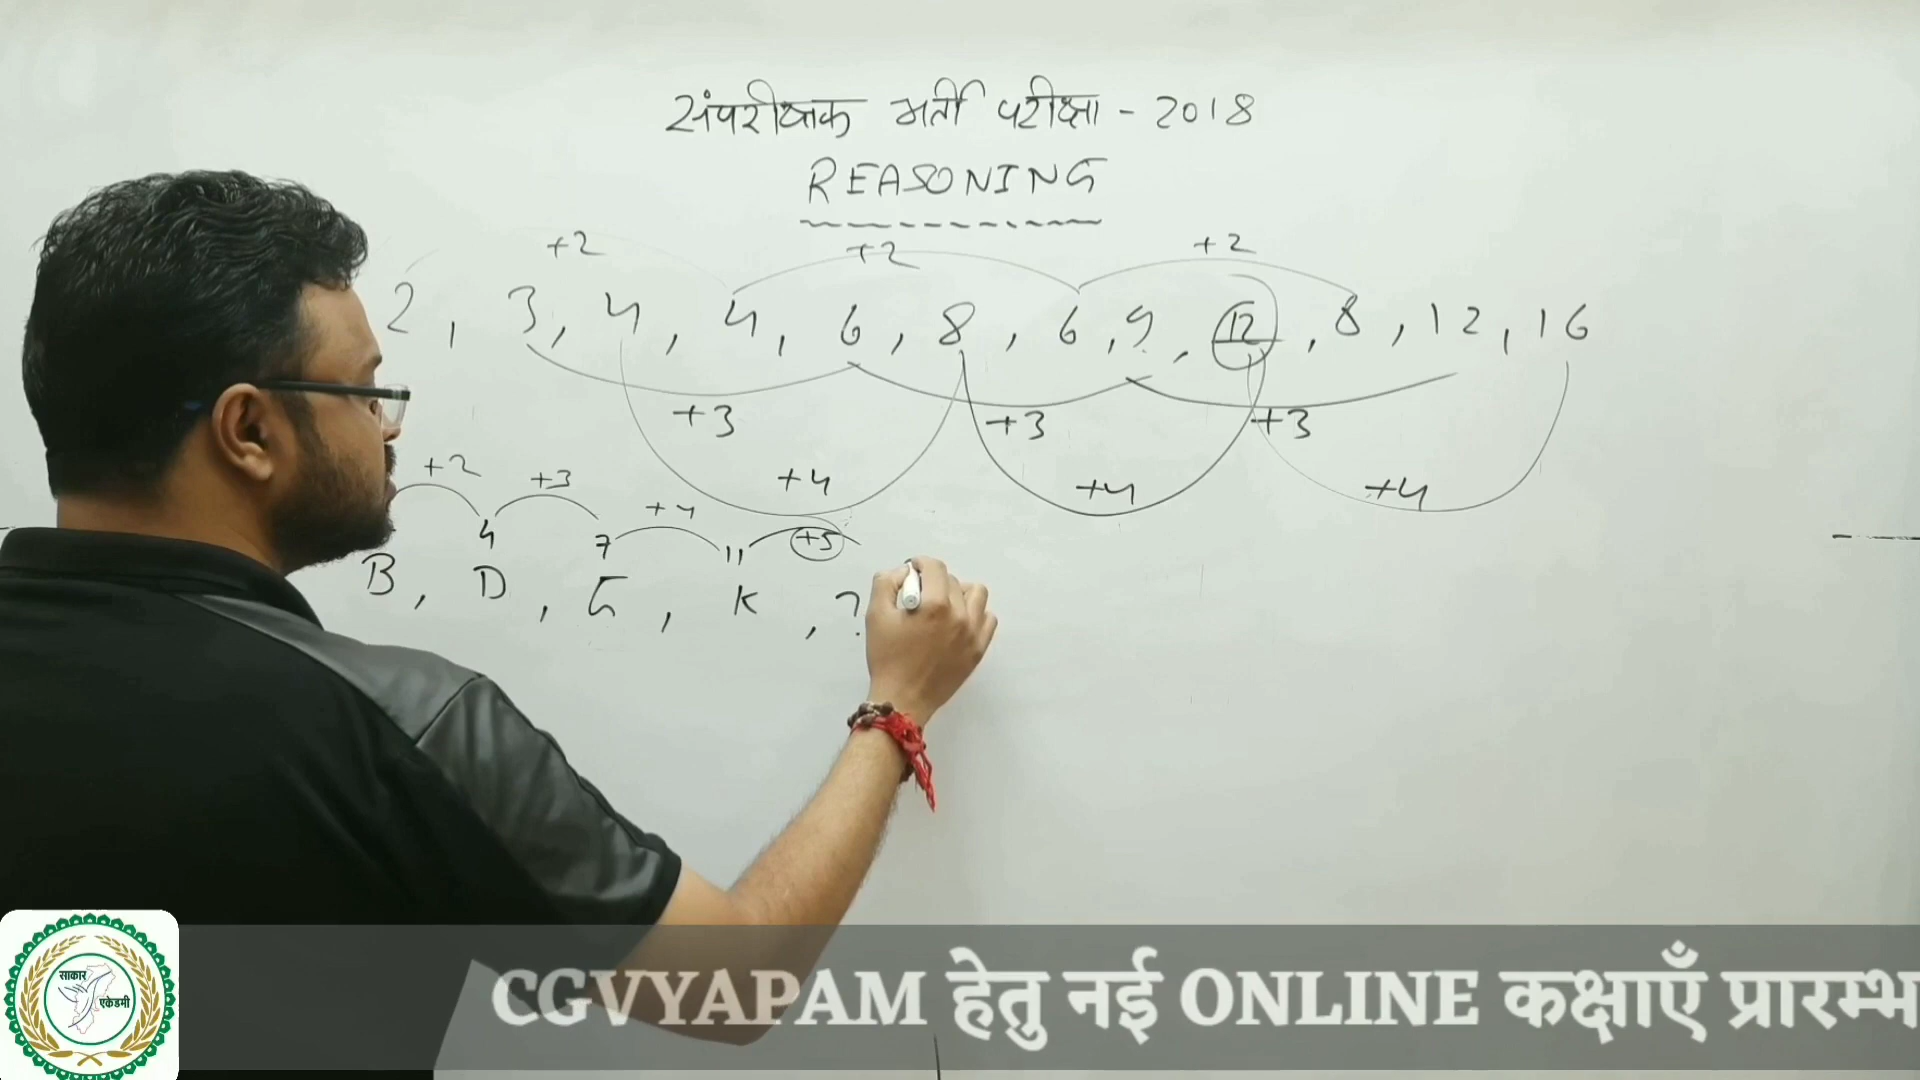 संपरीक्षक भर्ती परीक्षा - 2018
REASONING
+2 +2 +2
2, 3, 4, 4, 6, 8, 6, 9, 12, 8, 12, 16
+3 +3 +3
+4 +4 +4
+2 +3 +4 +5
4 7 11
B, D, G, K, ?
साकार
एकेडमी
CGVYAPAM हेतु नई ONLINE कक्षाएँ प्रारम्भ